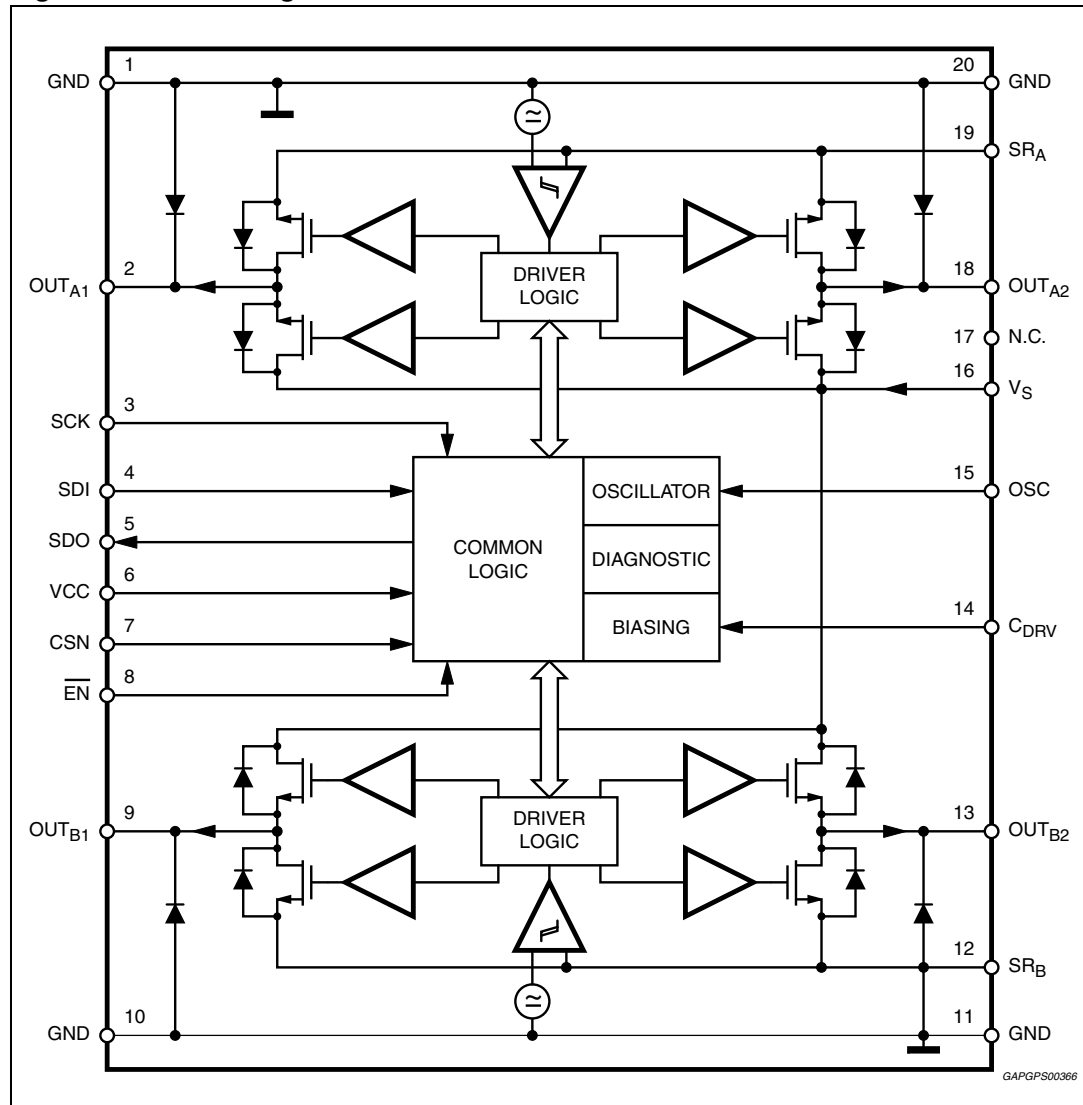 1
GND
20
GND
19
SR_A
2
OUT_A1
DRIVER
LOGIC
18
OUT_A2
17
N.C.
16
V_S
3
SCK
4
SDI
5
SDO
6
VCC
7
CSN
8
EN
COMMON
LOGIC
OSCILLATOR
DIAGNOSTIC
BIASING
15
OSC
14
C_DRV
9
OUT_B1
DRIVER
LOGIC
13
OUT_B2
12
SR_B
10
GND
11
GND
GAPGPS00366